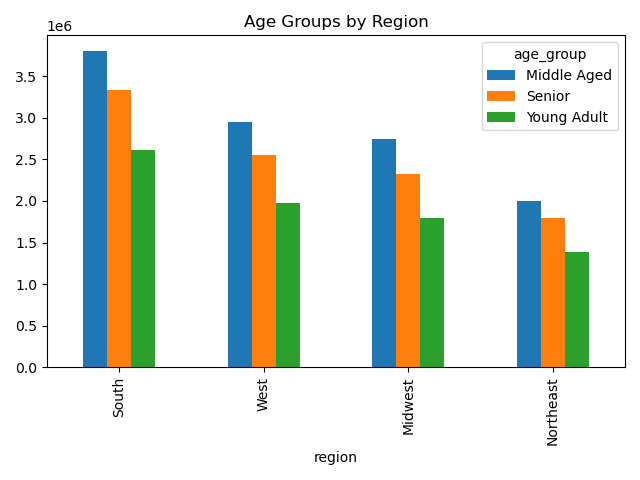 Age Groups by Region
1e6
3.5
3.0
2.5
2.0
1.5
1.0
0.5
0.0
age_group
Middle Aged
Senior
Young Adult
South
West
Midwest
Northeast
region